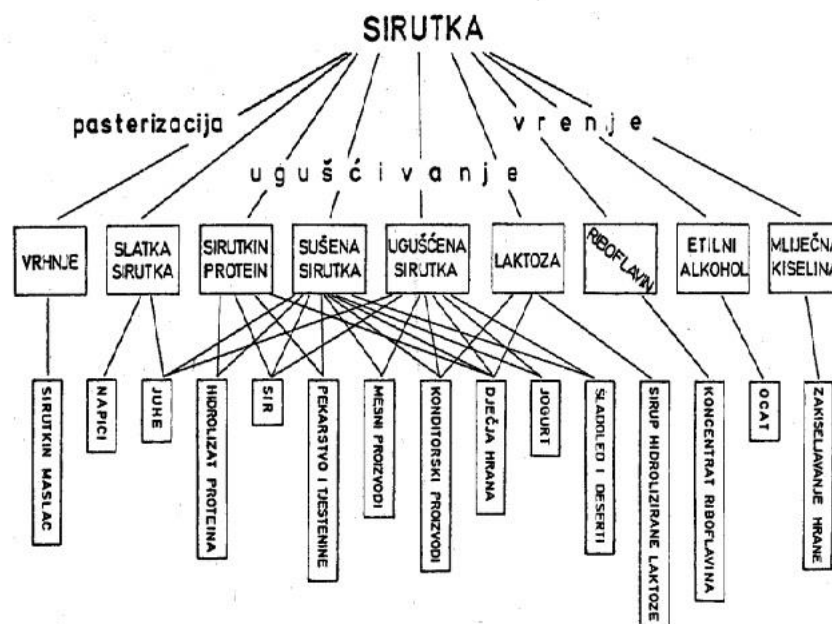 SIRUTKA
pasterizacija
vrenje
ugušćivanje
VRHNJE
SLATKA
SIRUTKA
SIRUTKIN
PROTEIN
SUŠENA
SIRUTKA
UGUŠĆENA
SIRUTKA
LAKTOZA
RIBOFLAVIN
ETILNI
ALKOHOL
MLIJEČNA
KISELINA
SIRUTKIN MASLAC
NAPICI
JUHE
HIDROLIZAT PROTEINA
SIR
PEKARSTVO I TJESTENINE
MESNI PROIZVODI
KONDITORSKI PROIZVODI
DJEČJA HRANA
JOGURT
SLADOLED I DESERTI
SIRUP HIDROLIZIRANE LAKTOZE
KONCENTRAT RIBOFLAVINA
OCAT
ZAKISELJAVANJE HRANE